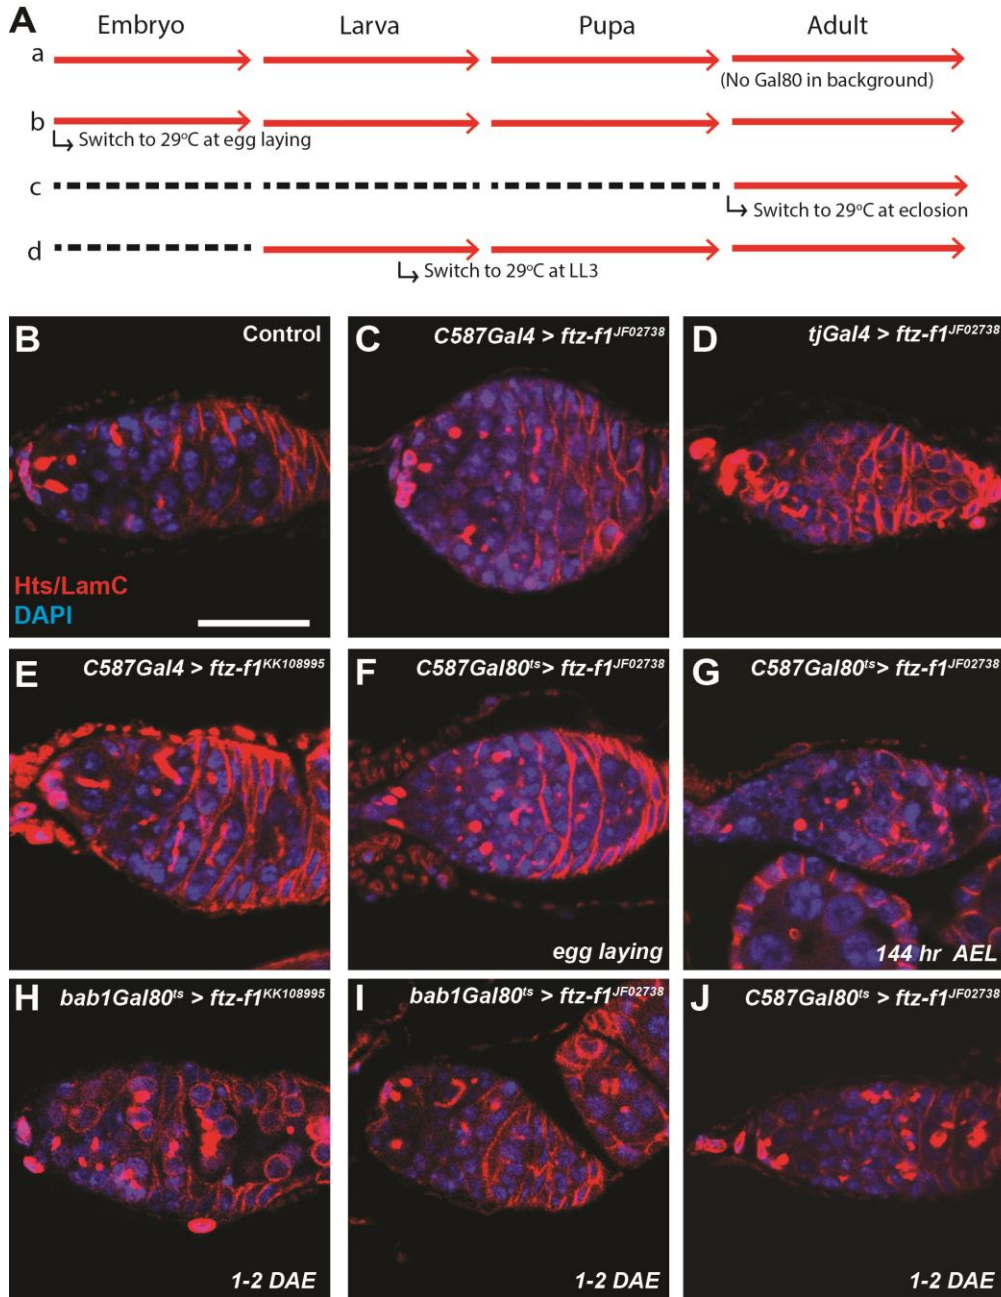 A
Embryo Larva Pupa Adult
a
(No Gal80 in background)
b
Switch to 29ºC at egg laying
c
Switch to 29ºC at eclosion
d
Switch to 29ºC at LL3
B Control
Hts/LamC
DAPI
C C587Gal4 > ftz-f1JF02738
D tjGal4 > ftz-f1JF02738
E C587Gal4 > ftz-f1KK108995
F C587Gal80ts> ftz-f1JF02738
egg laying
G C587Gal80ts> ftz-f1JF02738
144 hr AEL
H bab1Gal80ts > ftz-f1KK108995
1-2 DAE
I bab1Gal80ts > ftz-f1JF02738
1-2 DAE
J C587Gal80ts > ftz-f1JF02738
1-2 DAE